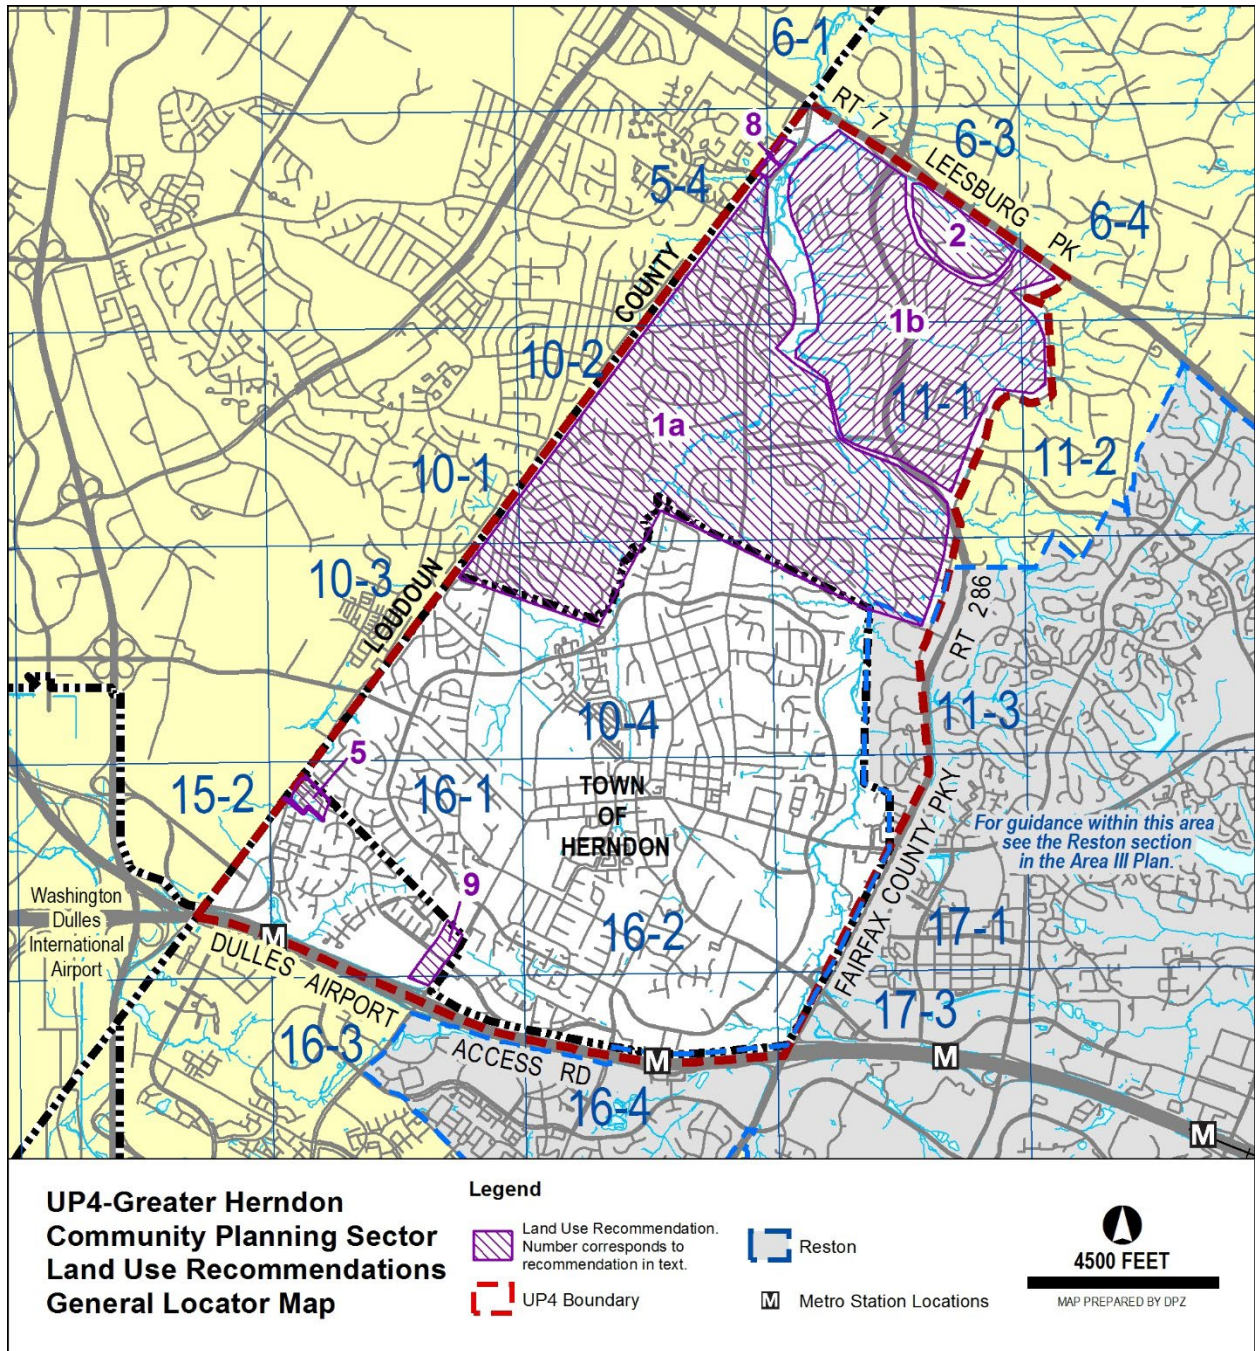 6-1
RT 7
8
6-3
LEESBURG PK
5-4
2
6-4
COUNTY
1b
10-2
11-1
1a
11-2
10-1
10-3
LOUDOUN
RT 286
10-4
11-3
5
15-2
16-1
TOWN
OF
HERNDON
FAIRFAX COUNTY PKY
For guidance within this area
see the Reston section
in the Area III Plan.
9
Washington
Dulles
International
Airport
M
16-2
17-1
DULLES AIRPORT ACCESS RD
17-3
16-3
M
M
16-4
M
UP4-Greater Herndon
Community Planning Sector
Land Use Recommendations
General Locator Map
Legend
Land Use Recommendation.
Number corresponds to
recommendation in text.
UP4 Boundary
Reston
M Metro Station Locations
4500 FEET
MAP PREPARED BY DPZ